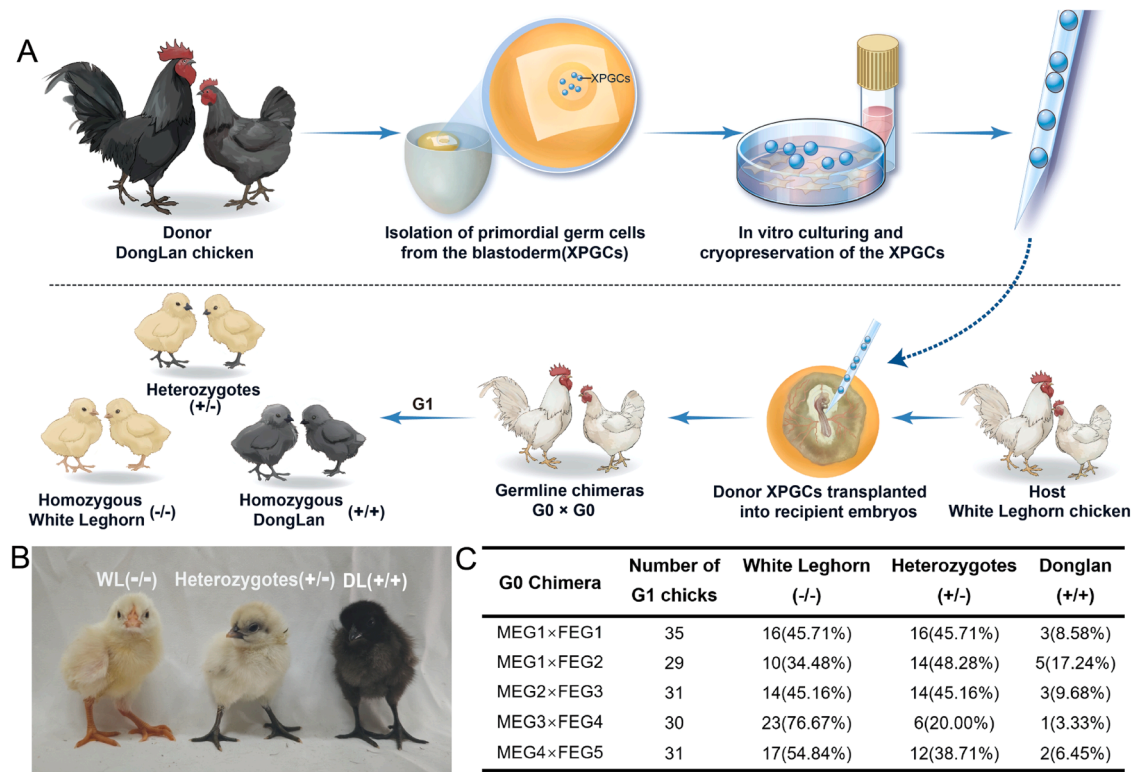 A
XPGCs
Donor
DongLan chicken
Isolation of primordial germ cells
from the blastoderm(XPGCs)
In vitro culturing and
cryopreservation of the XPGCs
Heterozygotes
(+/-)
G1
Homozygous
White Leghorn (-/-)
Homozygous
DongLan (+/+)
Germline chimeras
G0 × G0
Donor XPGCs transplanted
into recipient embryos
Host
White Leghorn chicken
B
WL(-/-) Heterozygotes(+/-) DL(+/+)
C
G0 Chimera
Number of
G1 chicks
White Leghorn
(-/-)
Heterozygotes
(+/-)
Donglan
(+/+)
MEG1×FEG1 35 16(45.71%) 16(45.71%) 3(8.58%)
MEG1×FEG2 29 10(34.48%) 14(48.28%) 5(17.24%)
MEG2×FEG3 31 14(45.16%) 14(45.16%) 3(9.68%)
MEG3×FEG4 30 23(76.67%) 6(20.00%) 1(3.33%)
MEG4×FEG5 31 17(54.84%) 12(38.71%) 2(6.45%)